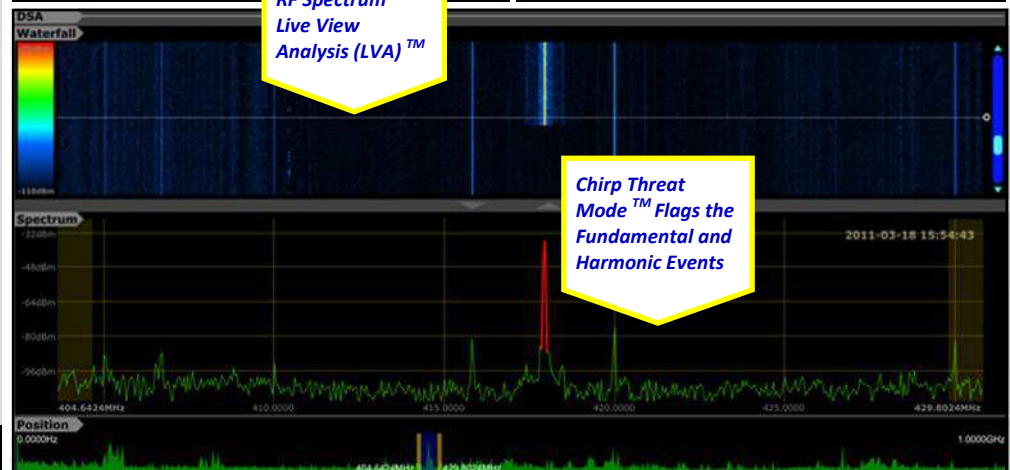 RF Spectrum
Live View
Analysis (LVA) TM
DSA
Waterfall
-110dBm
Chirp Threat
Mode TM Flags the
Fundamental and
Harmonic Events
Spectrum
-32dBm
2011-03-18 15:54:43
-48dBm
-64dBm
-80dBm
-96dBm
404.6424MHz
410.0000
415.0000
420.0000
425.0000
429.8024MHz
Position
0.0000Hz
1.0000GHz
404.6424MHz
429.8024MHz